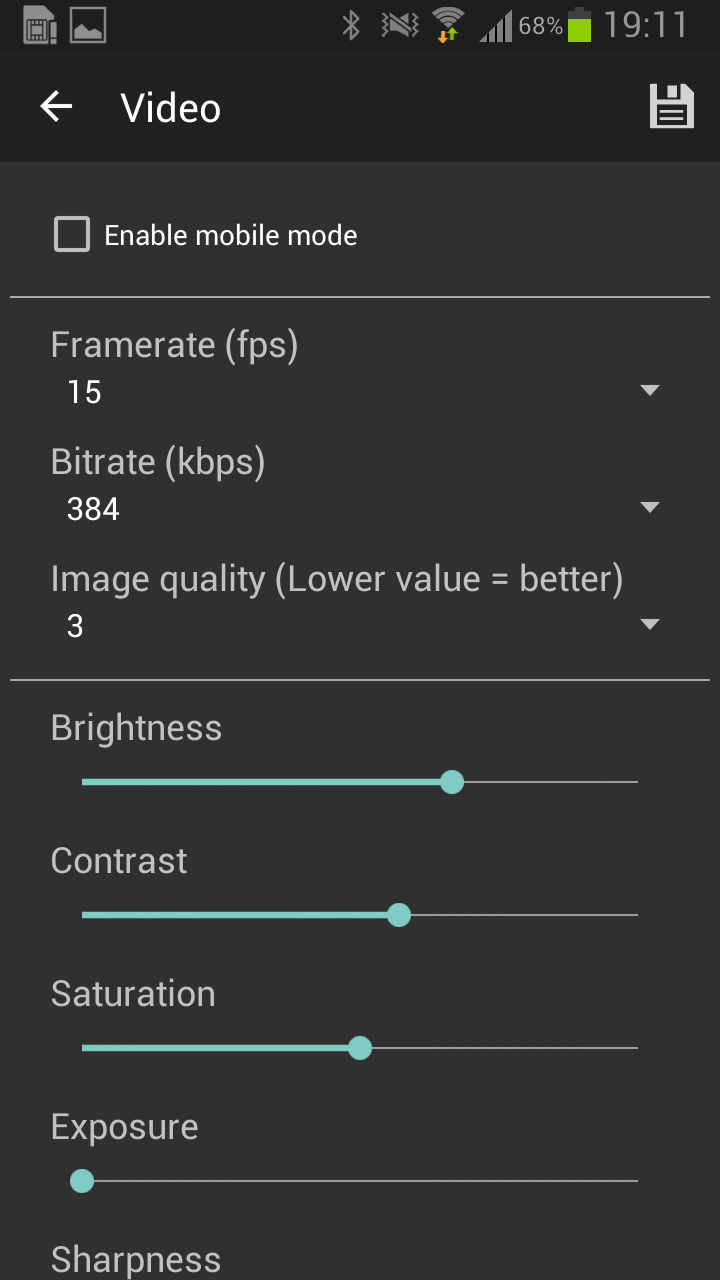 68% 19:11
Video
Enable mobile mode
Framerate (fps)
15
Bitrate (kbps)
384
Image quality (Lower value = better)
3
Brightness
Contrast
Saturation
Exposure
Sharpness